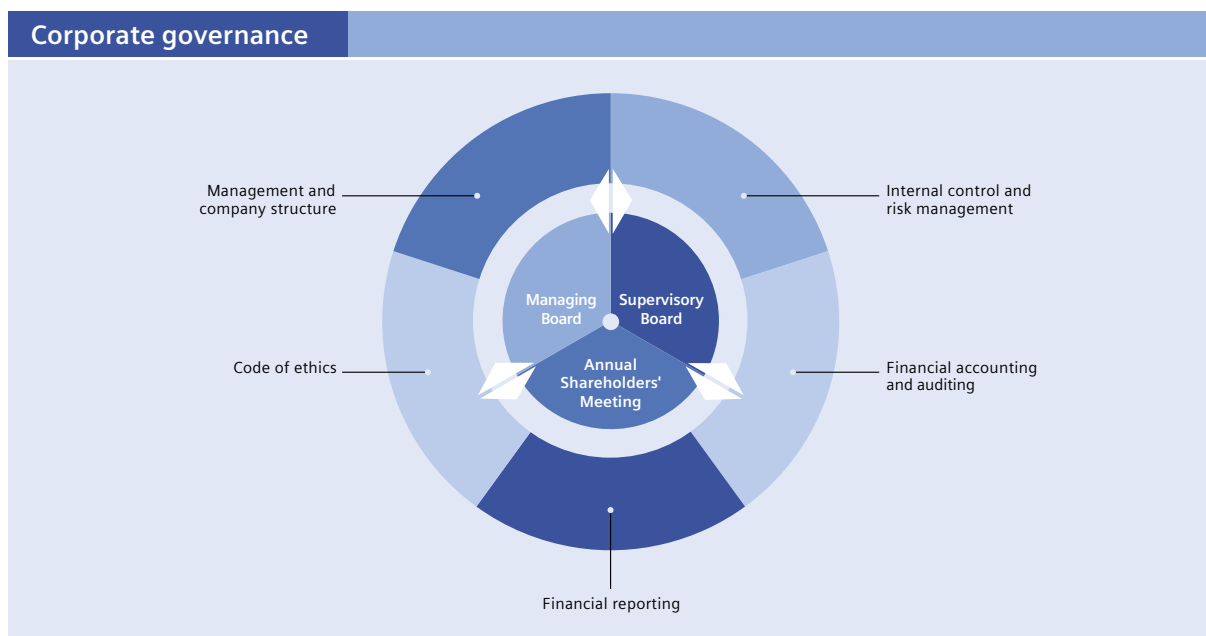 Corporate governance
Management and
company structure
Internal control and
risk management
Managing
Board
Supervisory
Board
Annual
Shareholders'
Meeting
Code of ethics
Financial accounting
and auditing
Financial reporting